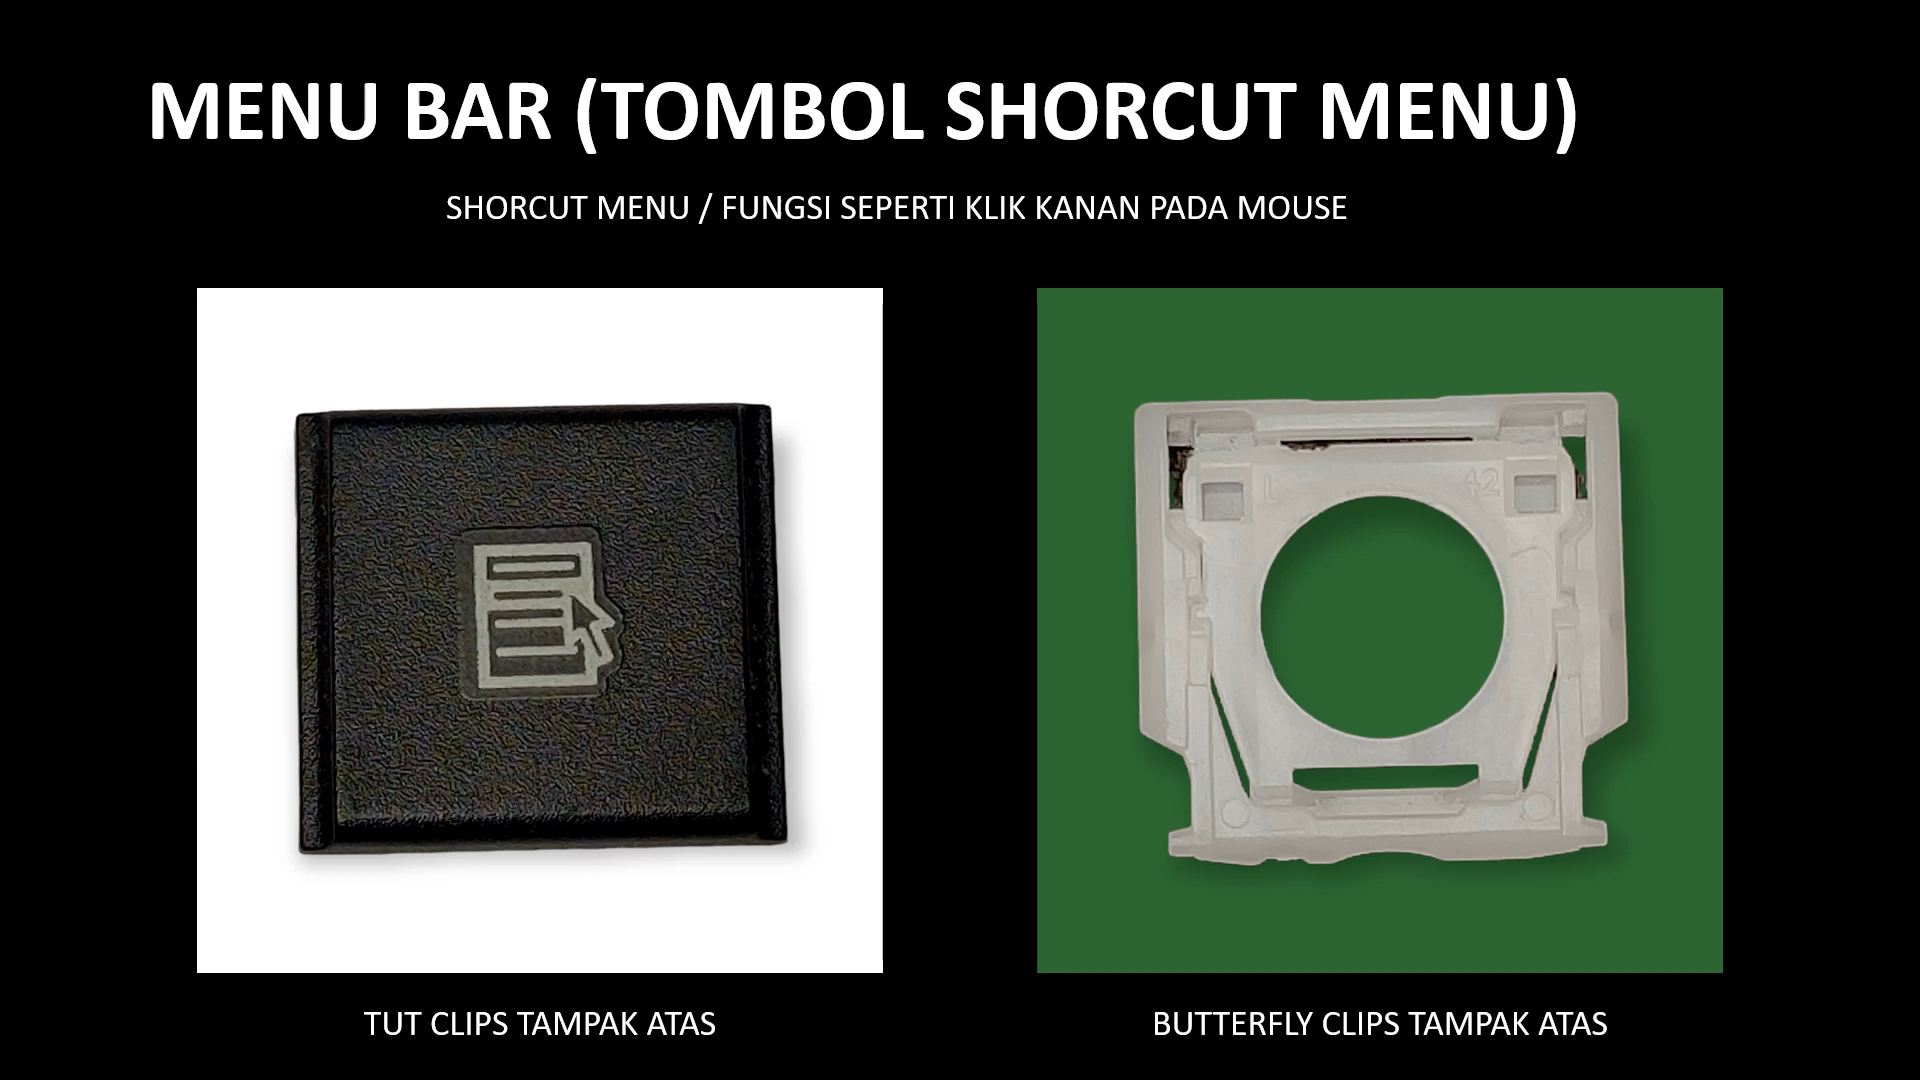 MENU BAR (TOMBOL SHORCUT MENU)
SHORCUT MENU / FUNGSI SEPERTI KLIK KANAN PADA MOUSE
L 42
TUT CLIPS TAMPAK ATAS
BUTTERFLY CLIPS TAMPAK ATAS